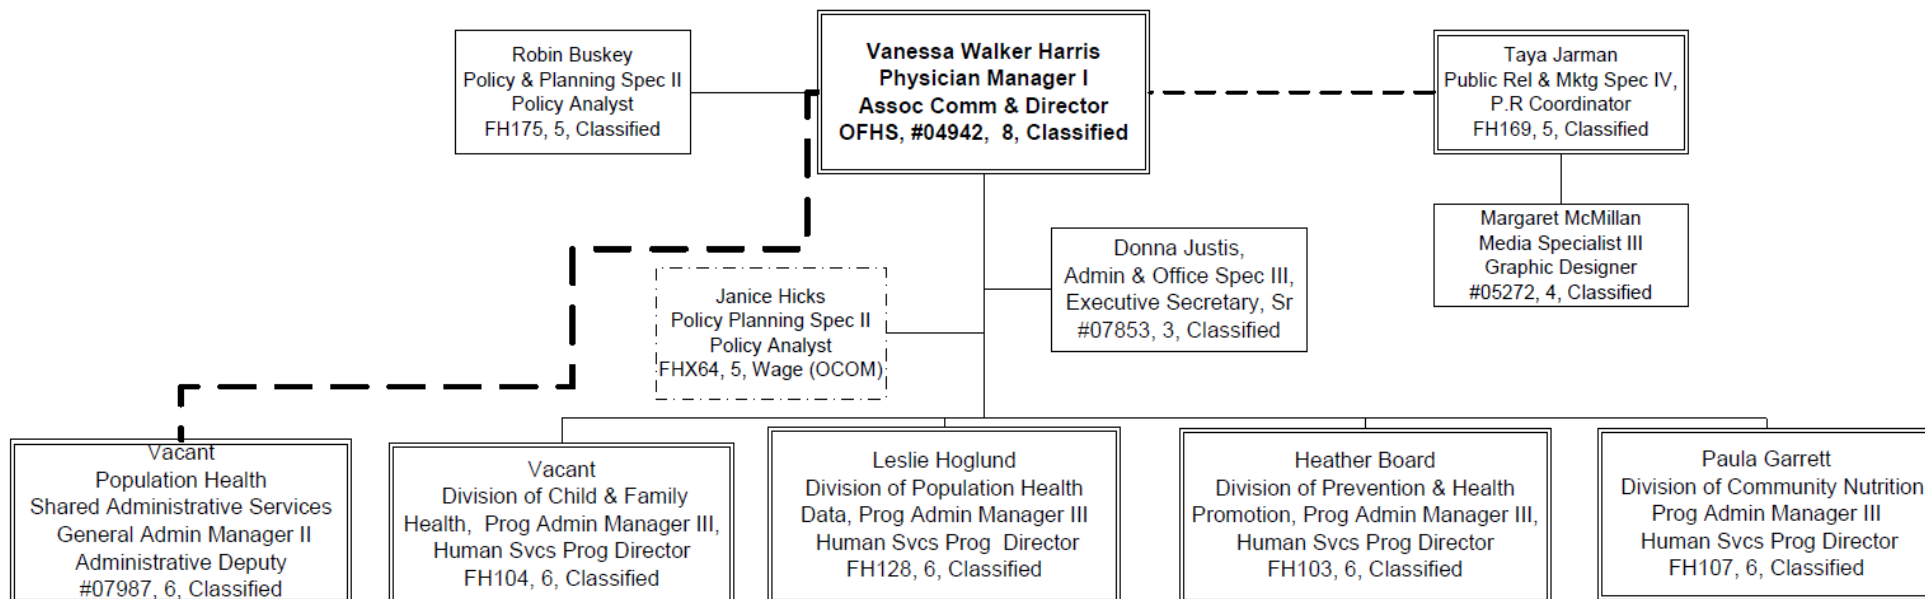 Robin Buskey
Policy & Planning Spec II
Policy Analyst
FH175, 5, Classified
Vanessa Walker Harris
Physician Manager I
Assoc Comm & Director
OFHS, #04942,  8, Classified
Taya Jarman
Public Rel & Mktg Spec IV,
P.R Coordinator
FH169, 5, Classified
Margaret McMillan
Media Specialist III
Graphic Designer
#05272, 4, Classified
Donna Justis,
Admin & Office Spec III,
Executive Secretary, Sr
#07853, 3, Classified
Janice Hicks
Policy Planning Spec II
Policy Analyst
FHX64, 5, Wage (OCOM)
Vacant
Population Health
Shared Administrative Services
General Admin Manager II
Administrative Deputy
#07987, 6, Classified
Vacant
Division of Child & Family
Health,  Prog Admin Manager III,
Human Svcs Prog Director
FH104, 6, Classified
Leslie Hoglund
Division of Population Health
Data, Prog Admin Manager III
Human Svcs Prog  Director
FH128, 6, Classified
Heather Board
Division of Prevention & Health
Promotion, Prog Admin Manager III,
Human Svcs Prog Director
FH103, 6, Classified
Paula Garrett
Division of Community Nutrition
Prog Admin Manager III
Human Svcs Prog Director
FH107, 6, Classified